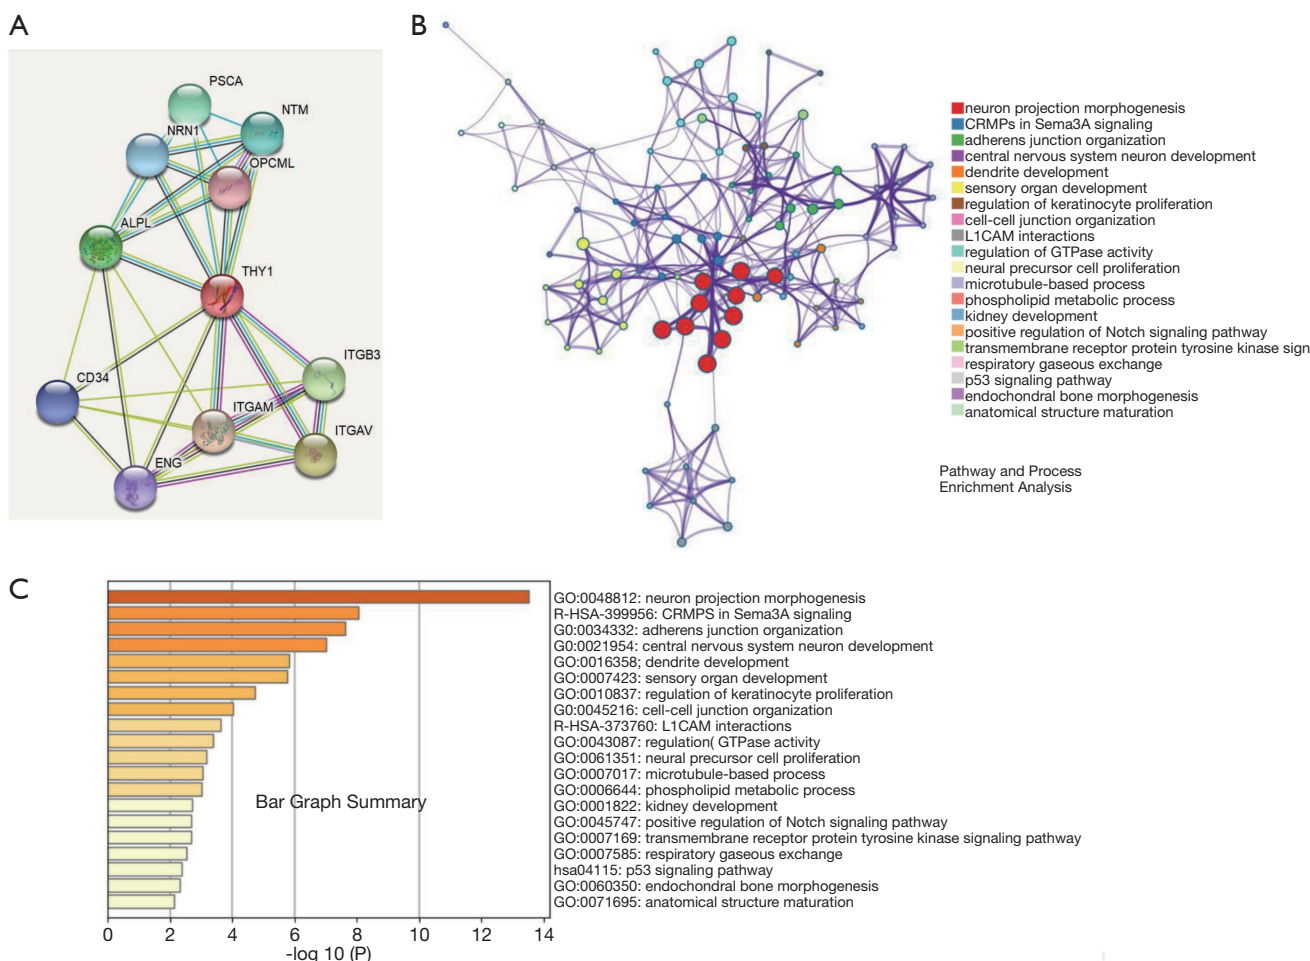 A
PSCA
NTM
NRN1
OPCML
ALPL
THY1
ITGB3
CD34
ITGAM
ITGAV
ENG
B
neuron projection morphogenesis
CRMPs in Sema3A signaling
adherens junction organization
central nervous system neuron development
dendrite development
sensory organ development
regulation of keratinocyte proliferation
cell-cell junction organization
L1CAM interactions
regulation of GTPase activity
neural precursor cell proliferation
microtubule-based process
phospholipid metabolic process
kidney development
positive regulation of Notch signaling pathway
transmembrane receptor protein tyrosine kinase sign
respiratory gaseous exchange
p53 signaling pathway
endochondral bone morphogenesis
anatomical structure maturation
Pathway and Process
Enrichment Analysis
C
GO:0048812: neuron projection morphogenesis
R-HSA-399956: CRMPS in Sema3A signaling
G0:0034332: adherens junction organization
G0:0021954: central nervous system neuron development
GO:0016358; dendrite development
GO:0007423: sensory organ development
GO:0010837: regulation of keratinocyte proliferation
G0:0045216: cell-cell junction organization
R-HSA-373760: L1CAM interactions
GO:0043087: regulation( GTPase activity
GO:0061351: neural precursor cell proliferation
GO:0007017: microtubule-based process
GO:0006644: phospholipid metabolic process
GO:0001822: kidney development
GO:0045747: positive regulation of Notch signaling pathway
GO:0007169: transmembrane receptor protein tyrosine kinase signaling pathway
GO:0007585: respiratory gaseous exchange
hsa04115: p53 signaling pathway
GO:0060350: endochondral bone morphogenesis
GO:0071695: anatomical structure maturation
Bar Graph Summary
0 2 4 6 8 10 12 14
-log 10 (P)